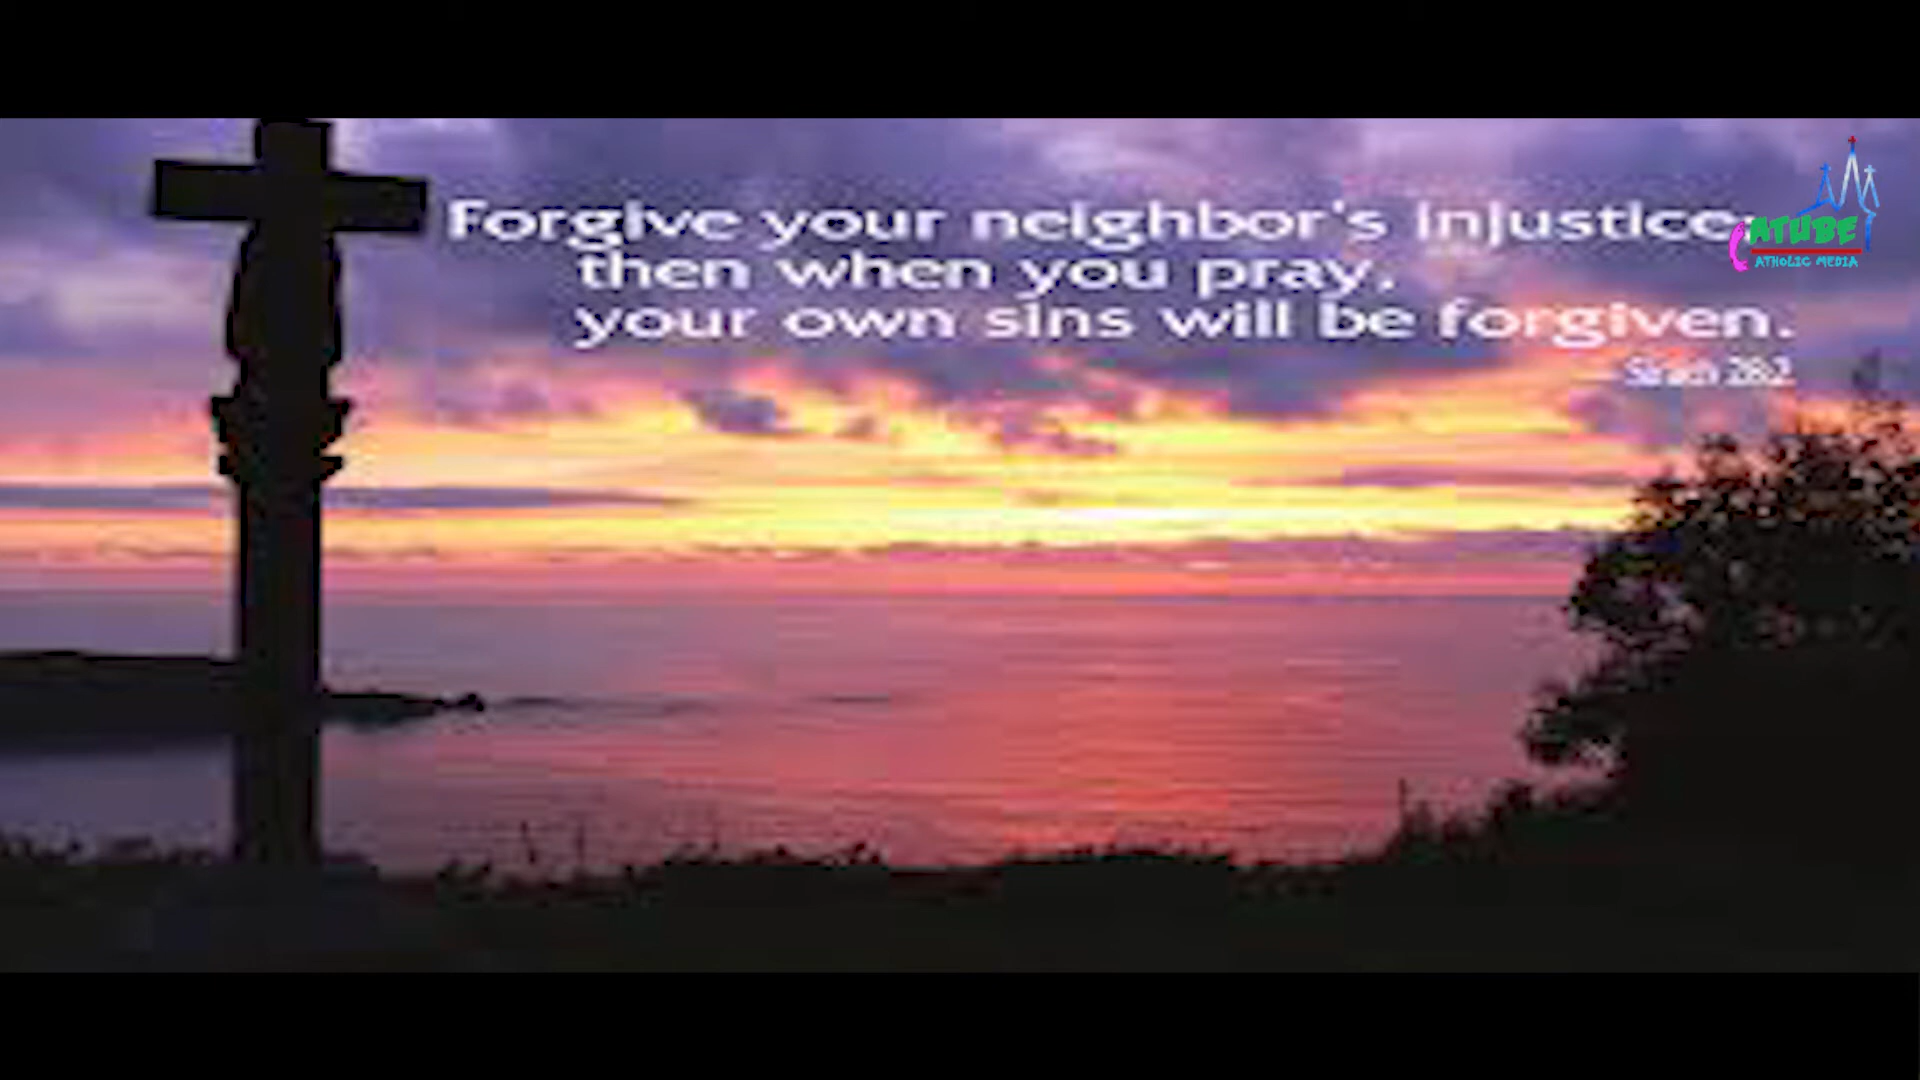 Forgive your neighbor's injustice;
then when you pray,
your own sins will be forgiven.
—Sirach 28:2
CATUBE
CATHOLIC MEDIA